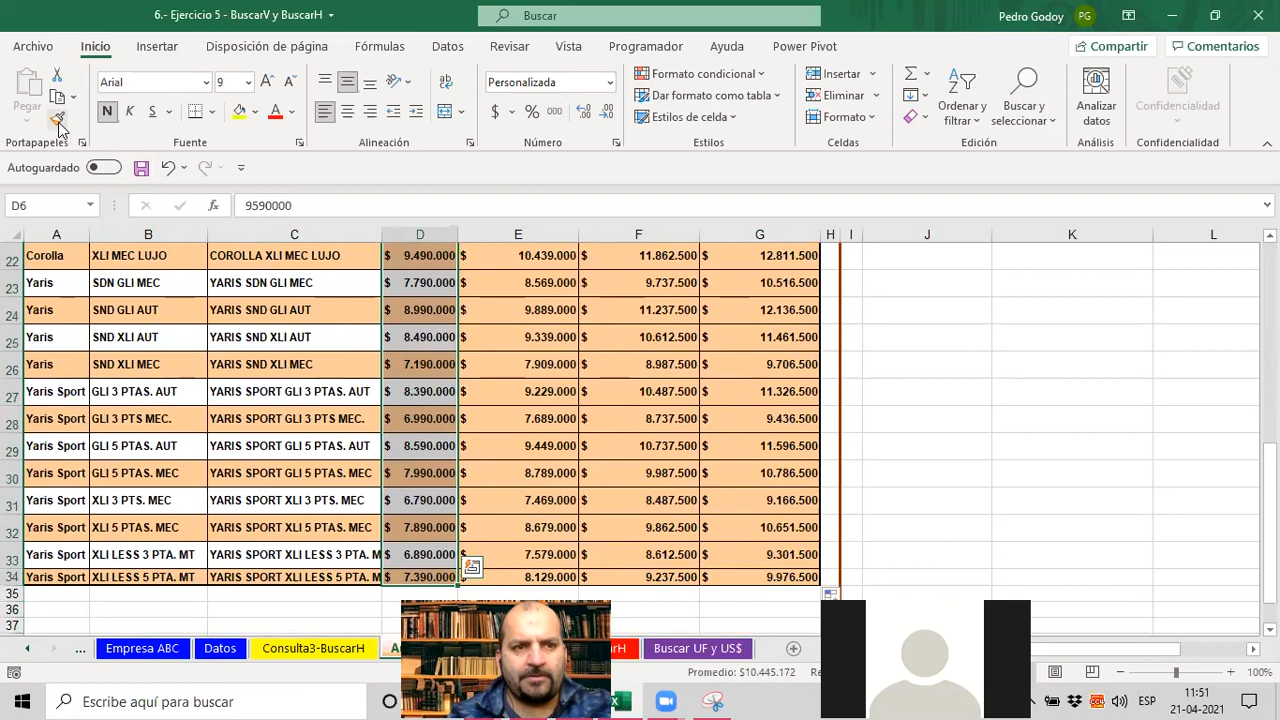 6.- Ejercicio 5 - BuscarV y BuscarH
Buscar
Pedro Godoy PG
Archivo Inicio Insertar Disposición de página Fórmulas Datos Revisar Vista Programador Ayuda Power Pivot Compartir Comentarios
Pegar
Arial 9
N K S
ab
Personalizada
$ % 000
Formato condicional
Dar formato como tabla
Estilos de celda
Insertar
Eliminar
Formato
Ordenar y filtrar
Buscar y seleccionar
Analizar datos
Confidencialidad
Portapapeles Fuente Alineación Número Estilos Celdas Edición Análisis Confidencialidad
Autoguardado
D6 fx 9590000
A B C D E F G H I J K L
22 Corolla XLI MEC LUJO COROLLA XLI MEC LUJO $ 9.490.000 $ 10.439.000 $ 11.862.500 $ 12.811.500
23 Yaris SDN GLI MEC YARIS SDN GLI MEC $ 7.790.000 $ 8.569.000 $ 9.737.500 $ 10.516.500
24 Yaris SND GLI AUT YARIS SND GLI AUT $ 8.990.000 $ 9.889.000 $ 11.237.500 $ 12.136.500
25 Yaris SND XLI AUT YARIS SND XLI AUT $ 8.490.000 $ 9.339.000 $ 10.612.500 $ 11.461.500
26 Yaris SND XLI MEC YARIS SND XLI MEC $ 7.190.000 $ 7.909.000 $ 8.987.500 $ 9.706.500
27 Yaris Sport GLI 3 PTAS. AUT YARIS SPORT GLI 3 PTAS. AUT $ 8.390.000 $ 9.229.000 $ 10.487.500 $ 11.326.500
28 Yaris Sport GLI 3 PTS MEC. YARIS SPORT GLI 3 PTS MEC. $ 6.990.000 $ 7.689.000 $ 8.737.500 $ 9.436.500
29 Yaris Sport GLI 5 PTAS. AUT YARIS SPORT GLI 5 PTAS. AUT $ 8.590.000 $ 9.449.000 $ 10.737.500 $ 11.596.500
30 Yaris Sport GLI 5 PTAS. MEC YARIS SPORT GLI 5 PTAS. MEC $ 7.990.000 $ 8.789.000 $ 9.987.500 $ 10.786.500
31 Yaris Sport XLI 3 PTS. MEC YARIS SPORT XLI 3 PTS. MEC $ 6.790.000 $ 7.469.000 $ 8.487.500 $ 9.166.500
32 Yaris Sport XLI 5 PTAS. MEC YARIS SPORT XLI 5 PTAS. MEC $ 7.890.000 $ 8.679.000 $ 9.862.500 $ 10.651.500
33 Yaris Sport XLI LESS 3 PTA. MT YARIS SPORT XLI LESS 3 PTA. M $ 6.890.000 $ 7.579.000 $ 8.612.500 $ 9.301.500
34 Yaris Sport XLI LESS 5 PTA. MT YARIS SPORT XLI LESS 5 PTA. M $ 7.390.000 8.129.000 $ 9.237.500 $ 9.976.500
35
36
37
... Empresa ABC Datos Consulta3-BuscarH Buscar UF y US$
Promedio: $10.445.172
100%
Escribe aquí para buscar
ESP
11:51
21-04-2021